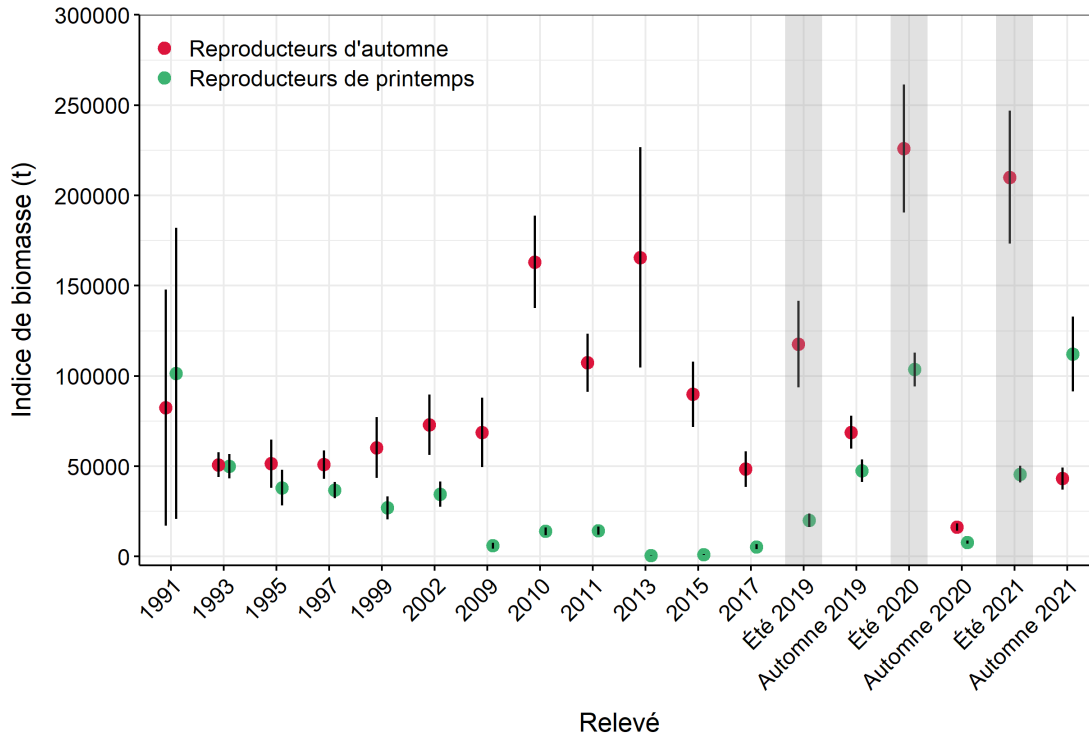 300000
250000
200000
150000
100000
50000
0
Indice de biomasse (t)
Reproducteurs d'automne
Reproducteurs de printemps
1991
1993
1995
1997
1999
2002
2009
2010
2011
2013
2015
2017
Été 2019
Automne 2019
Été 2020
Automne 2020
Été 2021
Automne 2021
Relevé